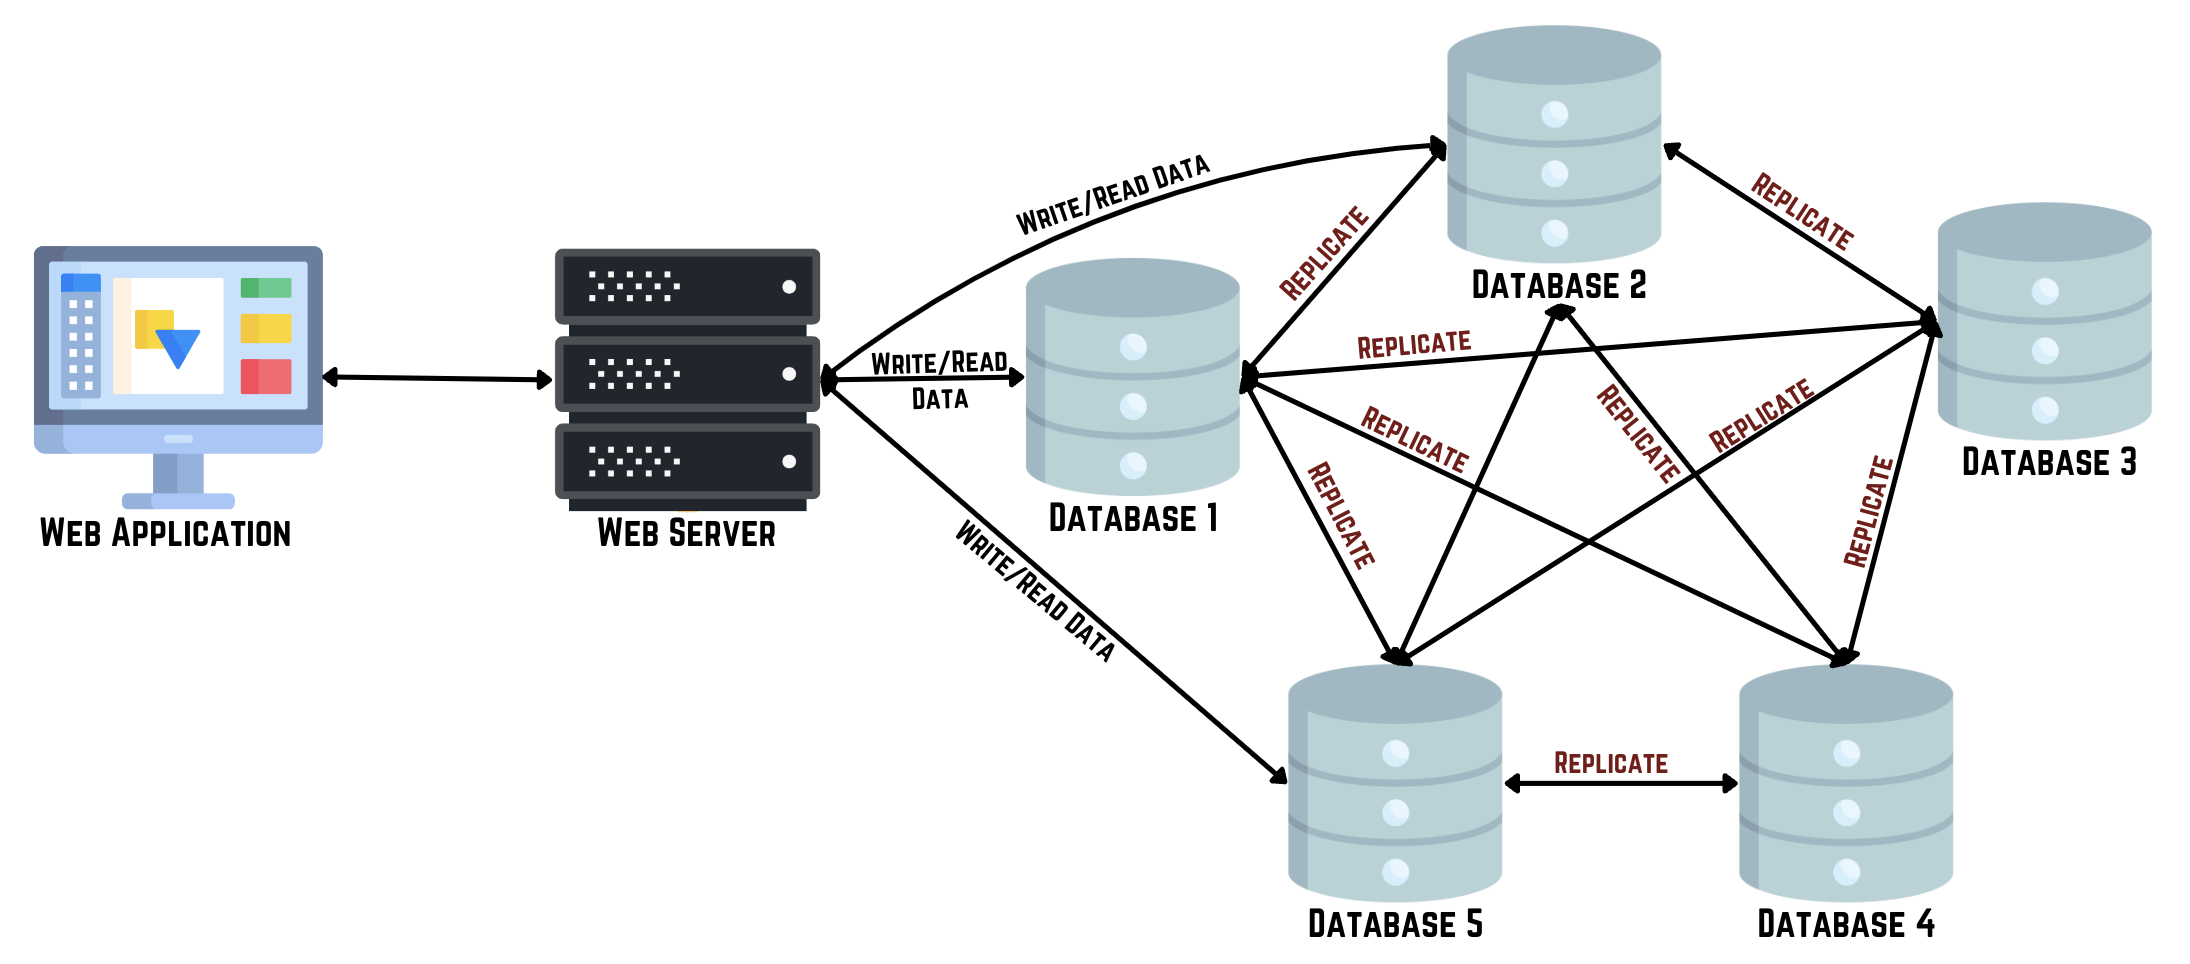 Web Application
Web Server
Write/Read Data
Write/Read
Data
Write/Read Data
Database 1
Database 2
Database 3
Database 4
Database 5
Replicate
Replicate
Replicate
Replicate
Replicate
Replicate
Replicate
Replicate
Replicate